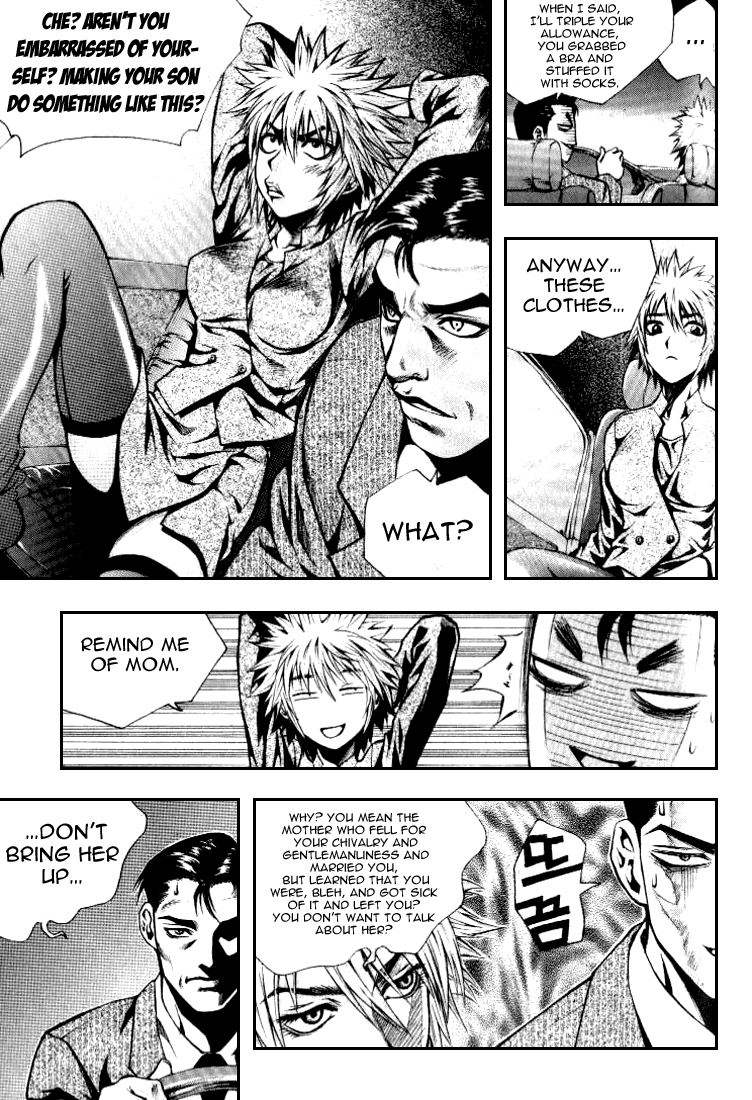 CHE? AREN'T YOU
EMBARRASSED OF YOUR-
SELF? MAKING YOUR SON
DO SOMETHING LIKE THIS?
WHAT?
WHEN I SAID,
I'LL TRIPLE YOUR
ALLOWANCE,
YOU GRABBED
A BRA AND
STUFFED IT
WITH SOCKS.
...
ANYWAY...
THESE
CLOTHES...
REMIND ME
OF MOM.
...DON'T
BRING HER
UP...
WHY? YOU MEAN THE
MOTHER WHO FELL FOR
YOUR CHIVALRY AND
GENTLEMANLINESS AND
MARRIED YOU,
BUT LEARNED THAT YOU
WERE, BLEH, AND GOT SICK
OF IT AND LEFT YOU?
YOU DON'T WANT TO TALK
ABOUT HER?
뜨끔